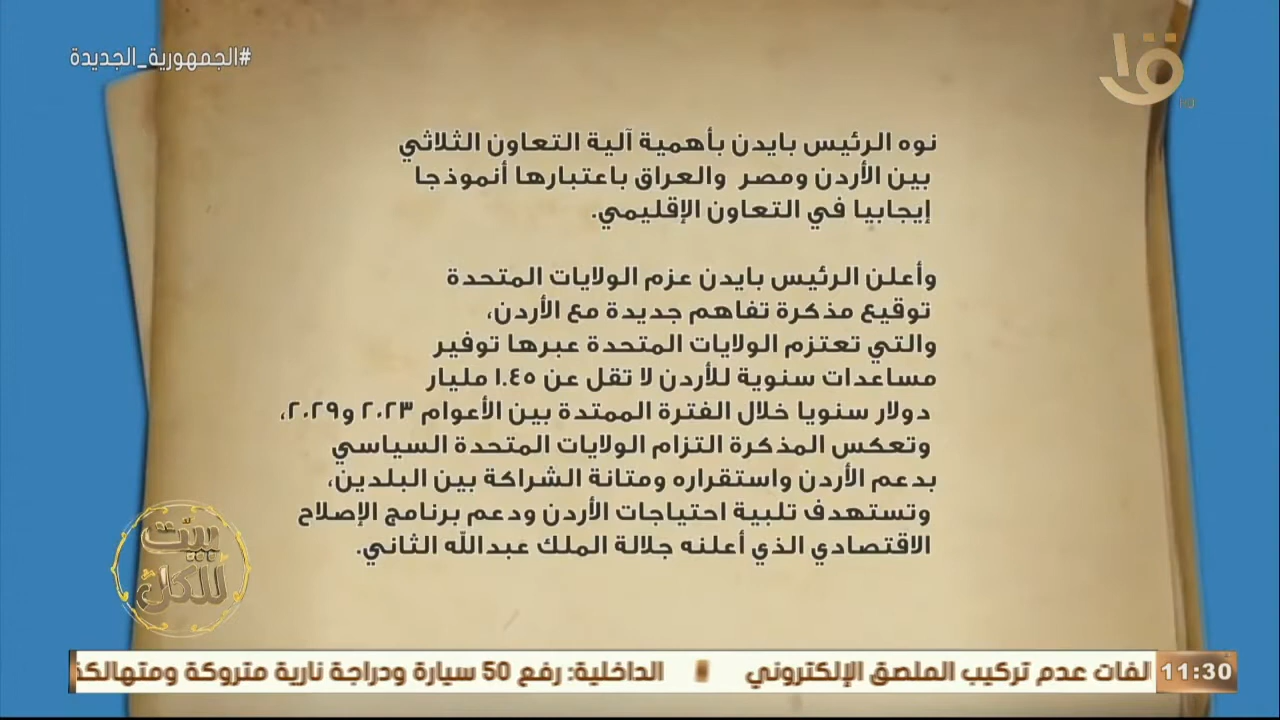 #الجمهورية_الجديدة
نوه الرئيس بايدن بأهمية آلية التعاون الثلاثي
بين الأردن ومصر والعراق باعتبارها أنموذجا
إيجابيا في التعاون الإقليمي.
وأعلن الرئيس بايدن عزم الولايات المتحدة
توقيع مذكرة تفاهم جديدة مع الأردن،
والتي تعتزم الولايات المتحدة عبرها توفير
مساعدات سنوية للأردن لا تقل عن ١.٤٥ مليار
دولار سنويا خلال الفترة الممتدة بين الأعوام ٢٠٢٣ و٢٠٢٩،
وتعكس المذكرة التزام الولايات المتحدة السياسي
بدعم الأردن واستقراره ومتانة الشراكة بين البلدين،
وتستهدف تلبية احتياجات الأردن ودعم برنامج الإصلاح
الاقتصادي الذي أعلنه جلالة الملك عبدالله الثاني.
بيت
للكل
11:30 لفات عدم تركيب الملصق الإلكتروني الداخلية: رفع 50 سيارة ودراجة نارية متروكة ومتهالكة